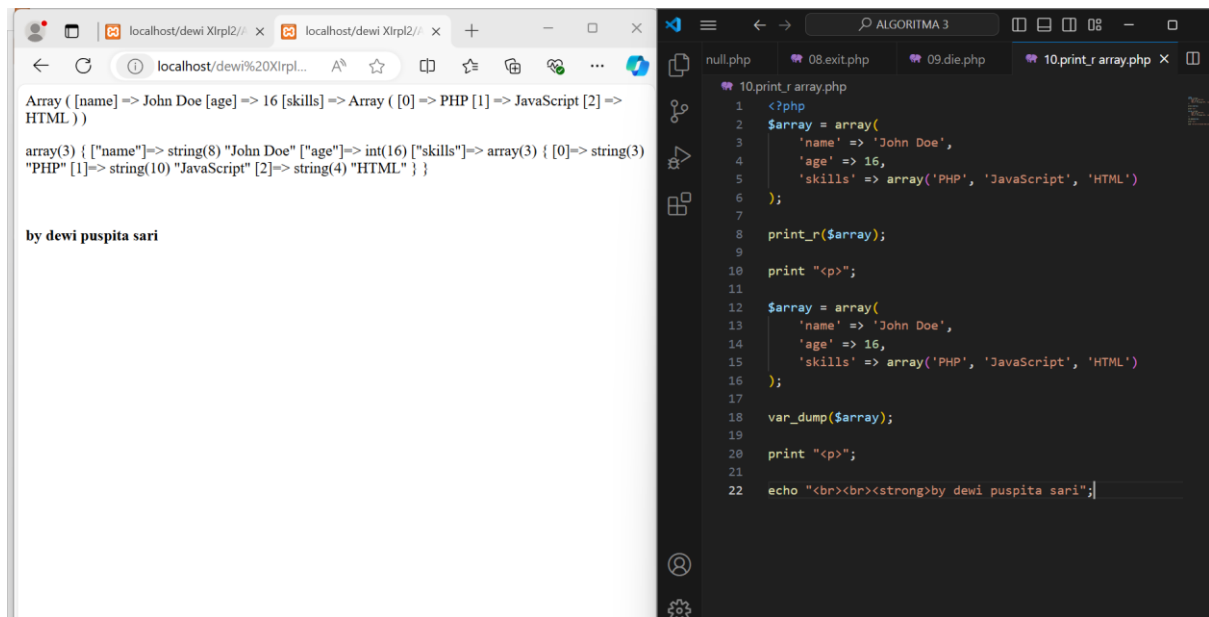 localhost/dewi XIrpl2//
localhost/dewi XIrpl2//
localhost/dewi%20XIrpl...
Array ( [name] => John Doe [age] => 16 [skills] => Array ( [0] => PHP [1] => JavaScript [2] =>
HTML ) )
array(3) { ["name"]=> string(8) "John Doe" ["age"]=> int(16) ["skills"]=> array(3) { [0]=> string(3)
"PHP" [1]=> string(10) "JavaScript" [2]=> string(4) "HTML" } }
by dewi puspita sari
ALGORITMA 3
null.php
08.exit.php
09.die.php
10.print_r array.php
10.print_r array.php
1 <?php
2 $array = array(
3 'name' => 'John Doe',
4 'age' => 16,
5 'skills' => array('PHP', 'JavaScript', 'HTML')
6 );
7
8 print_r($array);
9
10 print "<p>";
11
12 $array = array(
13 'name' => 'John Doe',
14 'age' => 16,
15 'skills' => array('PHP', 'JavaScript', 'HTML')
16 );
17
18 var_dump($array);
19
20 print "<p>";
21
22 echo "<br><br><strong>by dewi puspita sari";